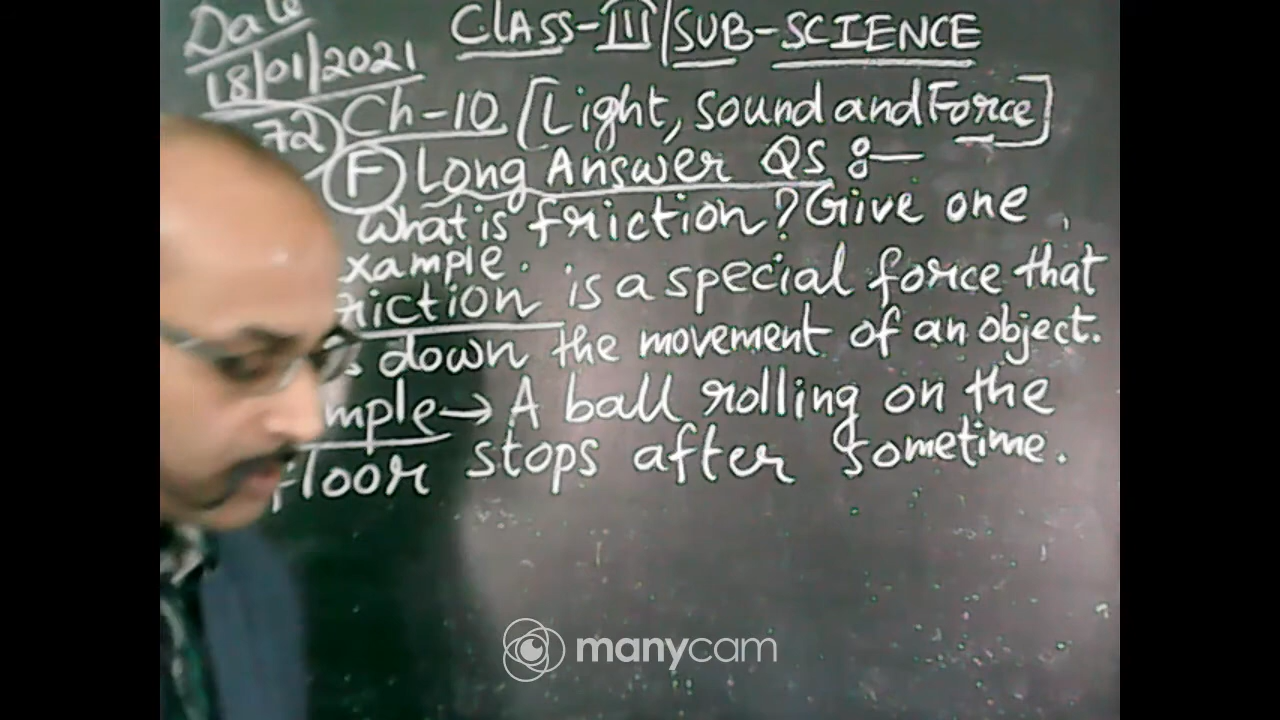 Date
18/01/2021
CLASS-III/SUB-SCIENCE
72) Ch-10 [Light, Sound and Force]
(F) Long Answer QS :-
What is friction? Give one
xample.
riction is a special force that
s down the movement of an object.
mple → A ball rolling on the
floor stops after sometime.
manycam